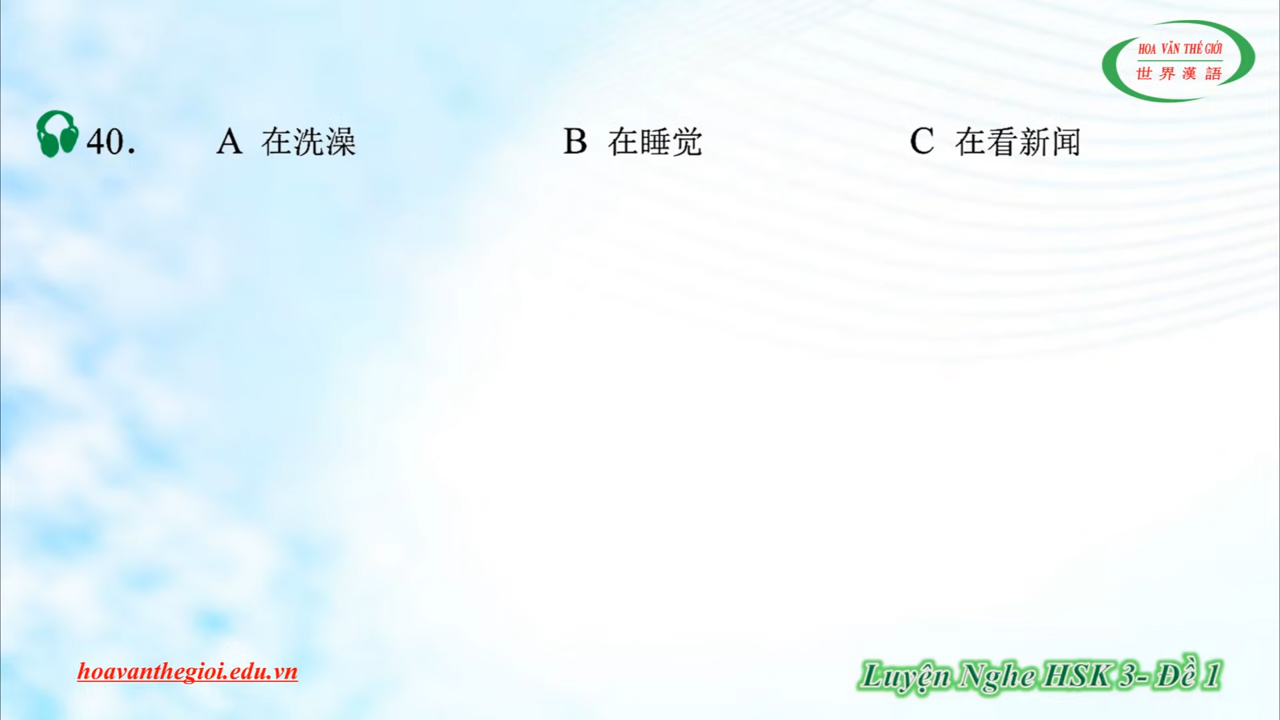 HOA VĂN THẾ GIỚI
世界漢語
40. A 在洗澡 B 在睡觉 C 在看新闻
hoavanthegioi.edu.vn
Luyện Nghe HSK 3- Đề 1